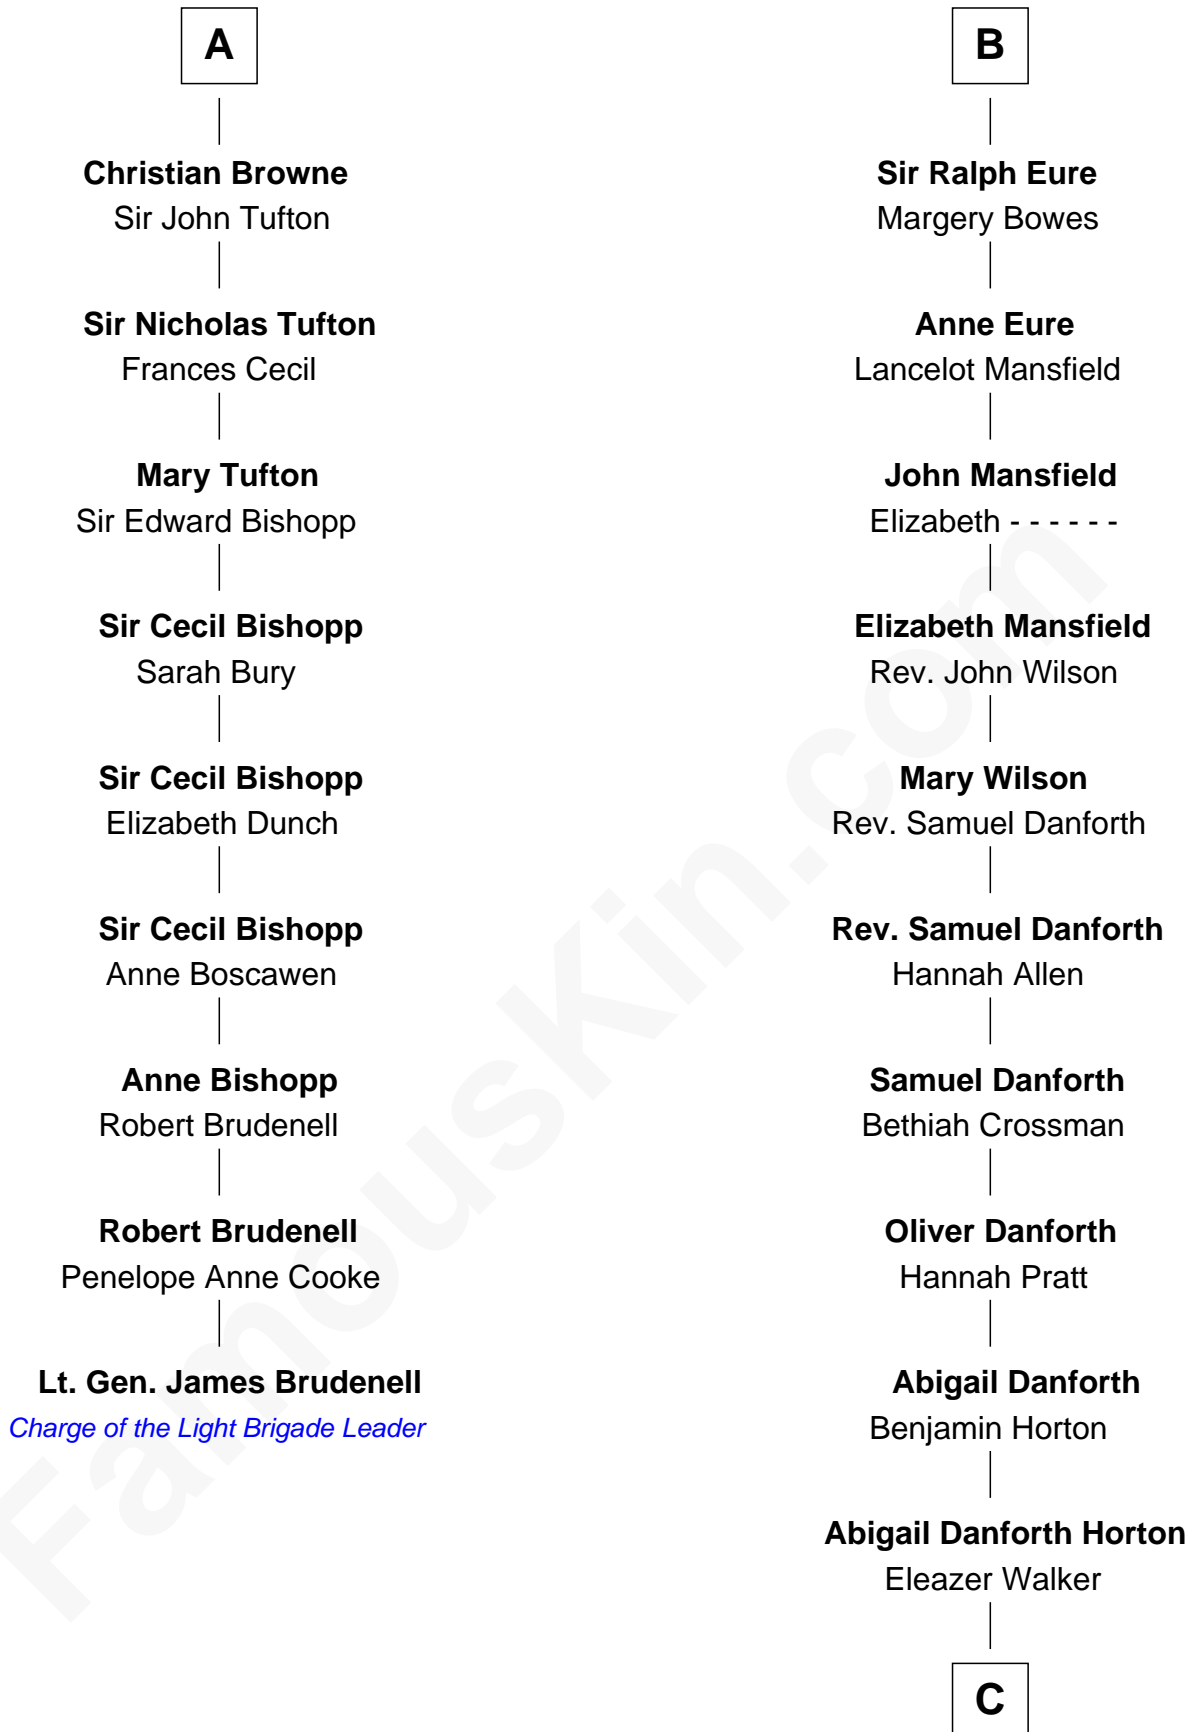 A
Christian Browne
Sir John Tufton
Sir Nicholas Tufton
Frances Cecil
Mary Tufton
Sir Edward Bishopp
Sir Cecil Bishopp
Sarah Bury
Sir Cecil Bishopp
Elizabeth Dunch
Sir Cecil Bishopp
Anne Boscawen
Anne Bishopp
Robert Brudenell
Robert Brudenell
Penelope Anne Cooke
Lt. Gen. James Brudenell
Charge of the Light Brigade Leader
B
Sir Ralph Eure
Margery Bowes
Anne Eure
Lancelot Mansfield
John Mansfield
Elizabeth - - - - - -
Elizabeth Mansfield
Rev. John Wilson
Mary Wilson
Rev. Samuel Danforth
Rev. Samuel Danforth
Hannah Allen
Samuel Danforth
Bethiah Crossman
Oliver Danforth
Hannah Pratt
Abigail Danforth
Benjamin Horton
Abigail Danforth Horton
Eleazer Walker
C
FamousKin.com